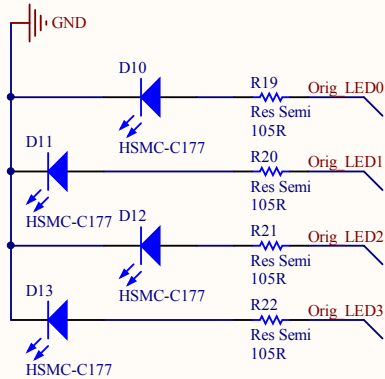 GND
D10
HSMC-C177
R19
Res Semi
105R
Orig_LED0
D11
HSMC-C177
R20
Res Semi
105R
Orig_LED1
D12
HSMC-C177
R21
Res Semi
105R
Orig_LED2
D13
HSMC-C177
R22
Res Semi
105R
Orig_LED3